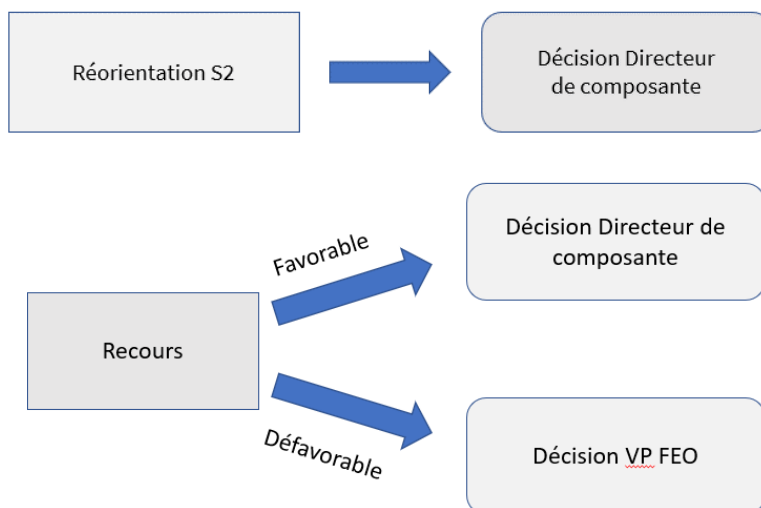 Réorientation S2
Décision Directeur
de composante
Favorable
Décision Directeur de
composante
Recours
Défavorable
Décision VP FEO